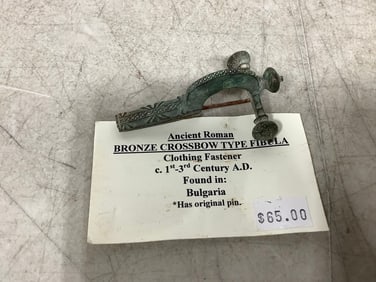 Ancient Roman
BRONZE CROSSBOW TYPE FIBULA
Clothing Fastener
c. 1st-3rd Century A.D.
Found in:
Bulgaria
*Has original pin.
$65.00